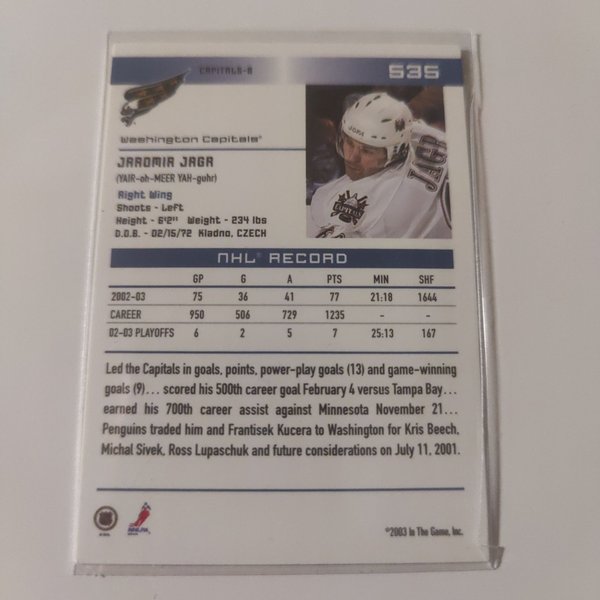 CAPITALS-8 535
Washington Capitals®
JAROMIR JAGR
(YAIR-oh-MEER YAH-guhr)
Right Wing
Shoots - Left
Height - 6'2" Weight - 234 lbs
D.O.B. - 02/15/72 Kladno, CZECH
JOFA
JAGR
CAPITALS
NHL® RECORD
GP G A PTS MIN SHF
2002-03 75 36 41 77 21:18 1644
CAREER 950 506 729 1235 - -
02-03 PLAYOFFS 6 2 5 7 25:13 167
Led the Capitals in goals, points, power-play goals (13) and game-winning
goals (9)... scored his 500th career goal February 4 versus Tampa Bay...
earned his 700th career assist against Minnesota November 21...
Penguins traded him and Frantisek Kucera to Washington for Kris Beech,
Michal Sivek, Ross Lupaschuk and future considerations on July 11, 2001.
NHLPA
©2003 In The Game, Inc.